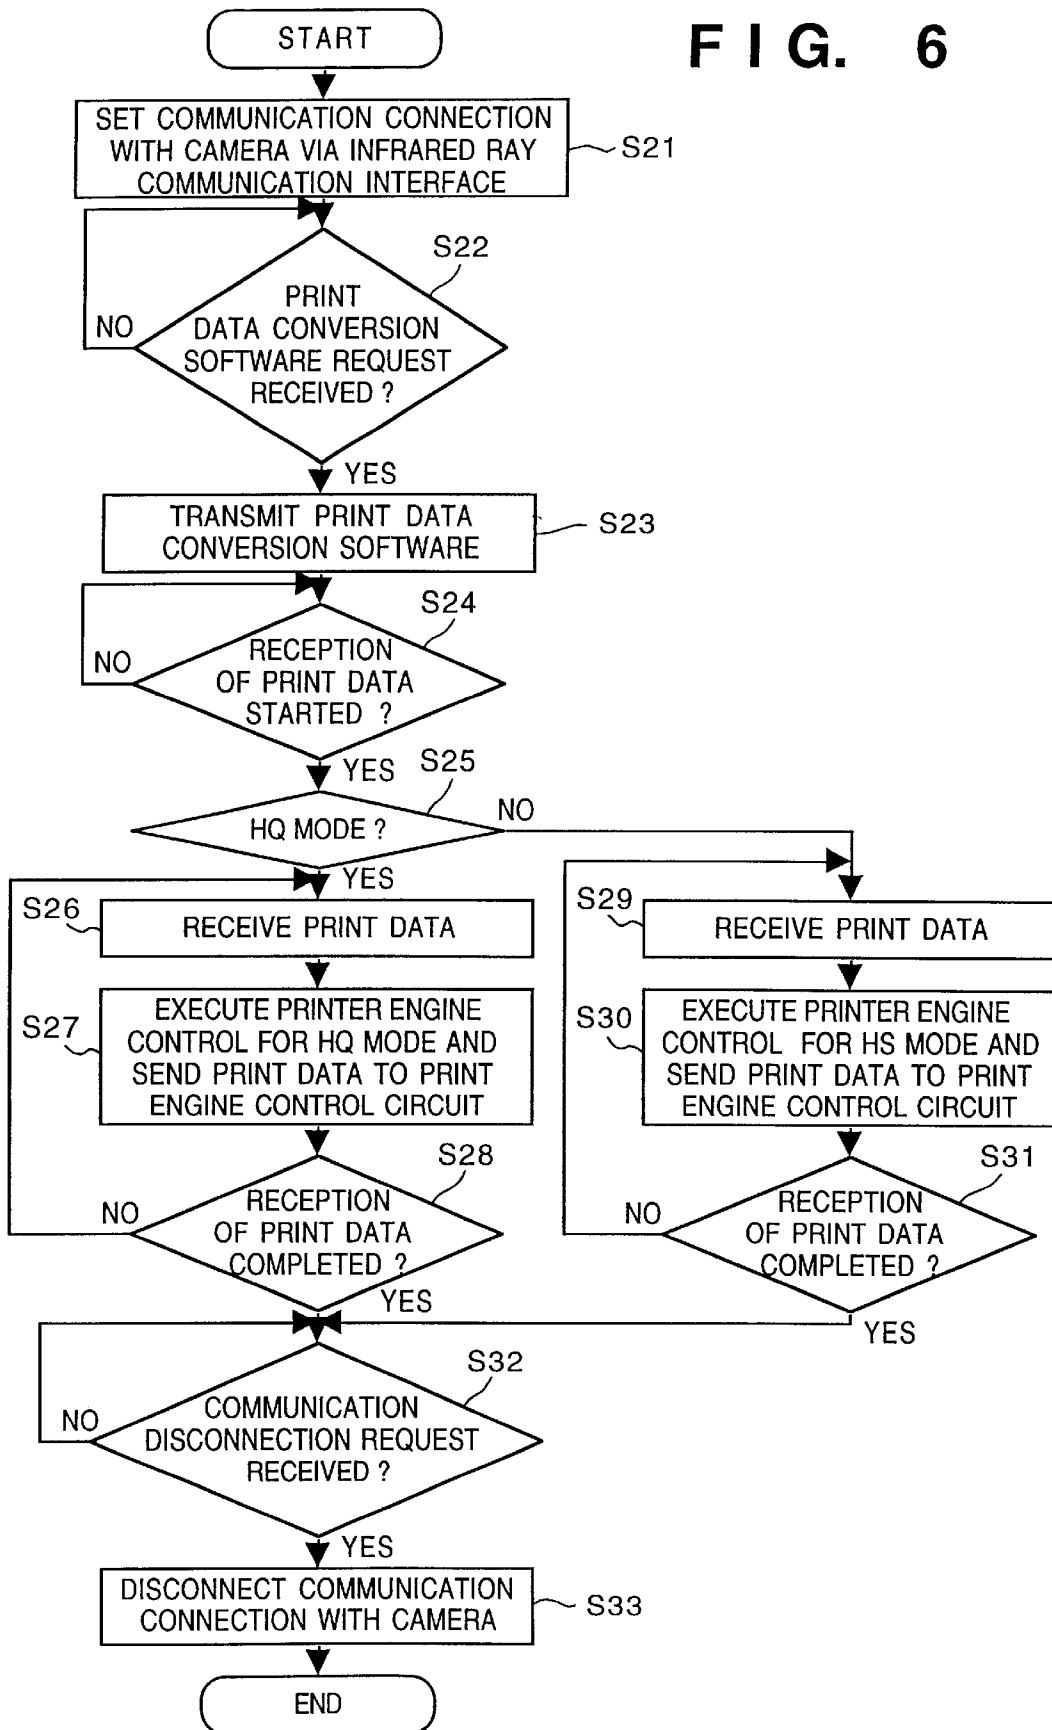 START
FIG. 6
SET COMMUNICATION CONNECTION
WITH CAMERA VIA INFRARED RAY
COMMUNICATION INTERFACE
S21
S22
PRINT
DATA CONVERSION
SOFTWARE REQUEST
RECEIVED ?
NO
YES
TRANSMIT PRINT DATA
CONVERSION SOFTWARE
S23
S24
RECEPTION
OF PRINT DATA
STARTED ?
NO
YES
S25
HQ MODE ?
NO
YES
S26
RECEIVE PRINT DATA
S27
EXECUTE PRINTER ENGINE
CONTROL FOR HQ MODE AND
SEND PRINT DATA TO PRINT
ENGINE CONTROL CIRCUIT
S28
RECEPTION
OF PRINT DATA
COMPLETED ?
NO
YES
S29
RECEIVE PRINT DATA
S30
EXECUTE PRINTER ENGINE
CONTROL FOR HS MODE AND
SEND PRINT DATA TO PRINT
ENGINE CONTROL CIRCUIT
S31
RECEPTION
OF PRINT DATA
COMPLETED ?
NO
YES
S32
COMMUNICATION
DISCONNECTION REQUEST
RECEIVED ?
NO
YES
DISCONNECT COMMUNICATION
CONNECTION WITH CAMERA
S33
END